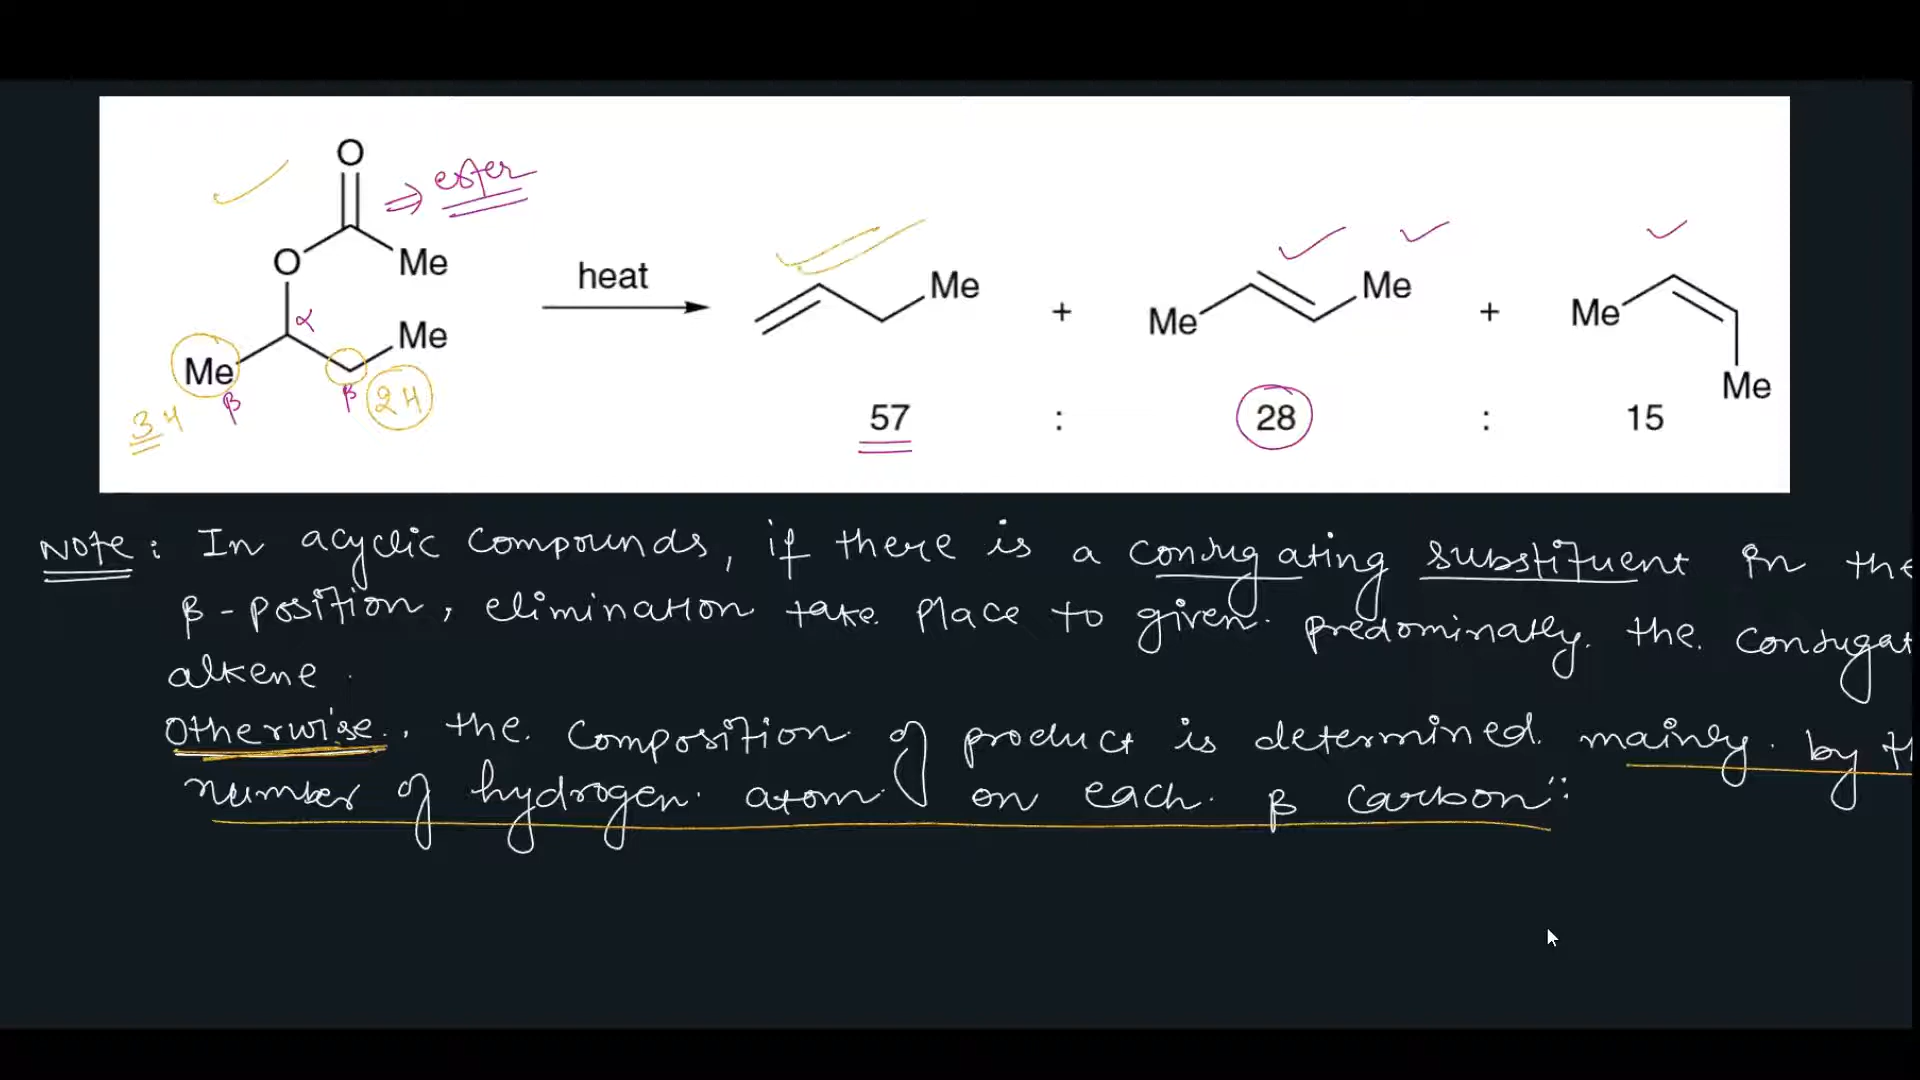 O
⇒ ester
O
Me
heat
α
Me
Me
β
β
2H
3H
Me
+
Me
Me
+
Me
Me
57 : 28 : 15
Note : In acyclic compounds, if there is a conjugating substituent in the
β-position, elimination take place to given predominatly the conjugat
alkene.
Otherwise, the composition of product is determined mainly by th
number of hydrogen atom on each β carbon